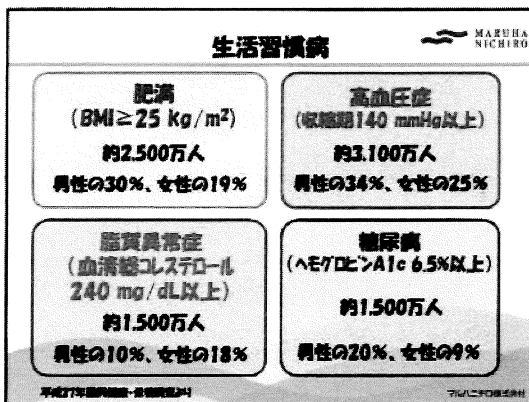 生活習慣病
MARUHA
NICHIRO
肥満
(BMI≧25 kg/m²)
約2,500万人
男性の30%、女性の19%
高血圧症
(収縮期140 mmHg以上)
約3,100万人
男性の34%、女性の25%
脂質異常症
(血清総コレステロール
240 mg/dL以上)
約1,500万人
男性の10%、女性の18%
糖尿病
(ヘモグロビンA1c 6.5%以上)
約1,500万人
男性の20%、女性の9%
平成27年国民健康・栄養調査より
マルハニチロ株式会社